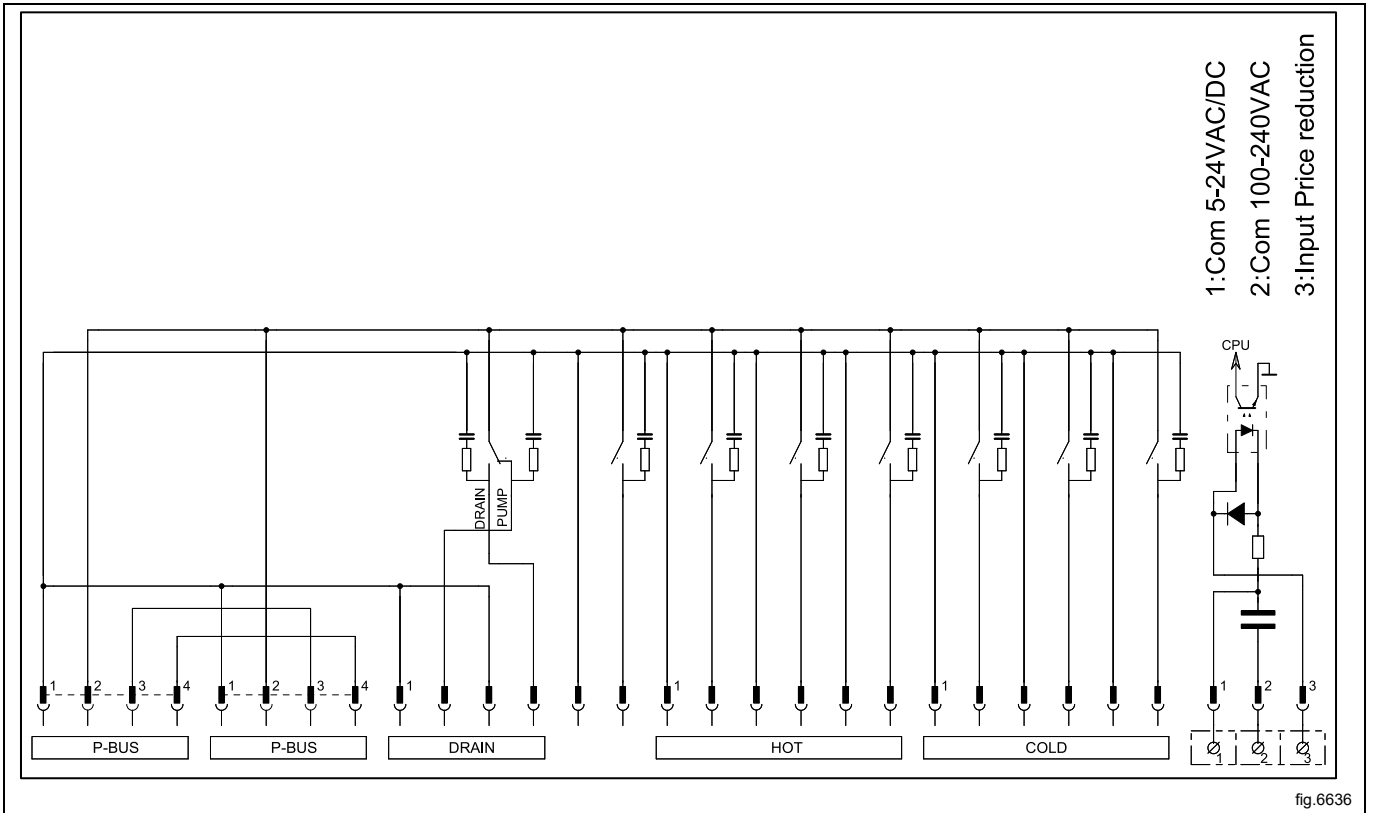 1:Com 5-24VAC/DC
2:Com 100-240VAC
3:Input Price reduction
CPU
DRAIN
PUMP
1 2 3 4 1 2 3 4 1 1 1 1 2 3
P-BUS P-BUS DRAIN HOT COLD 1 2 3
fig.6636